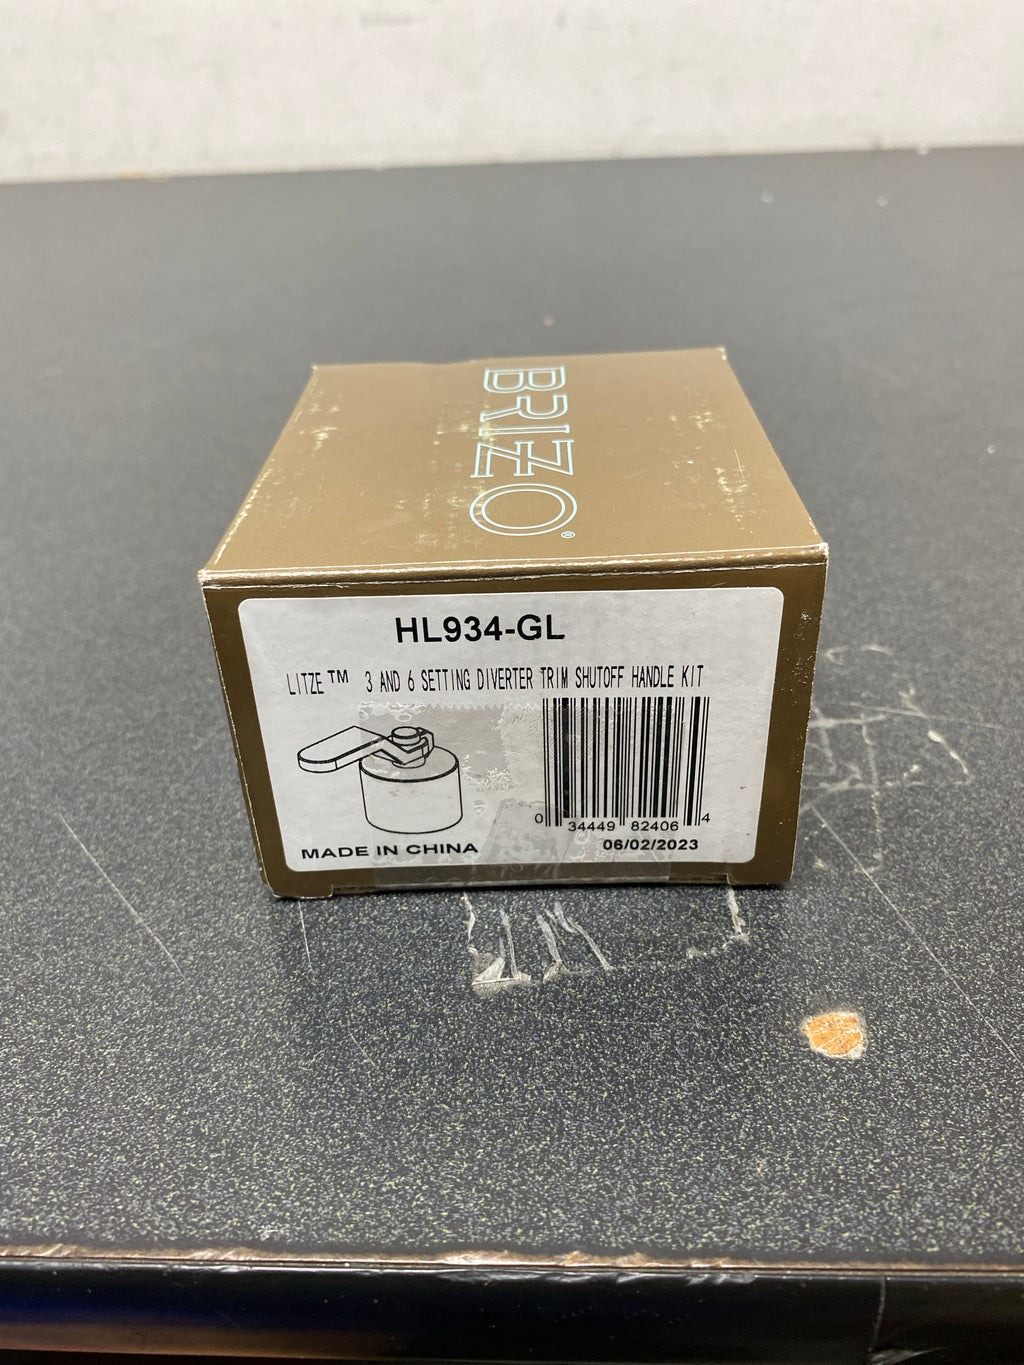 BRIZO®
HL934-GL
LITZE™ 3 AND 6 SETTING DIVERTER TRIM SHUTOFF HANDLE KIT
0 34449 82406 4
MADE IN CHINA
06/02/2023